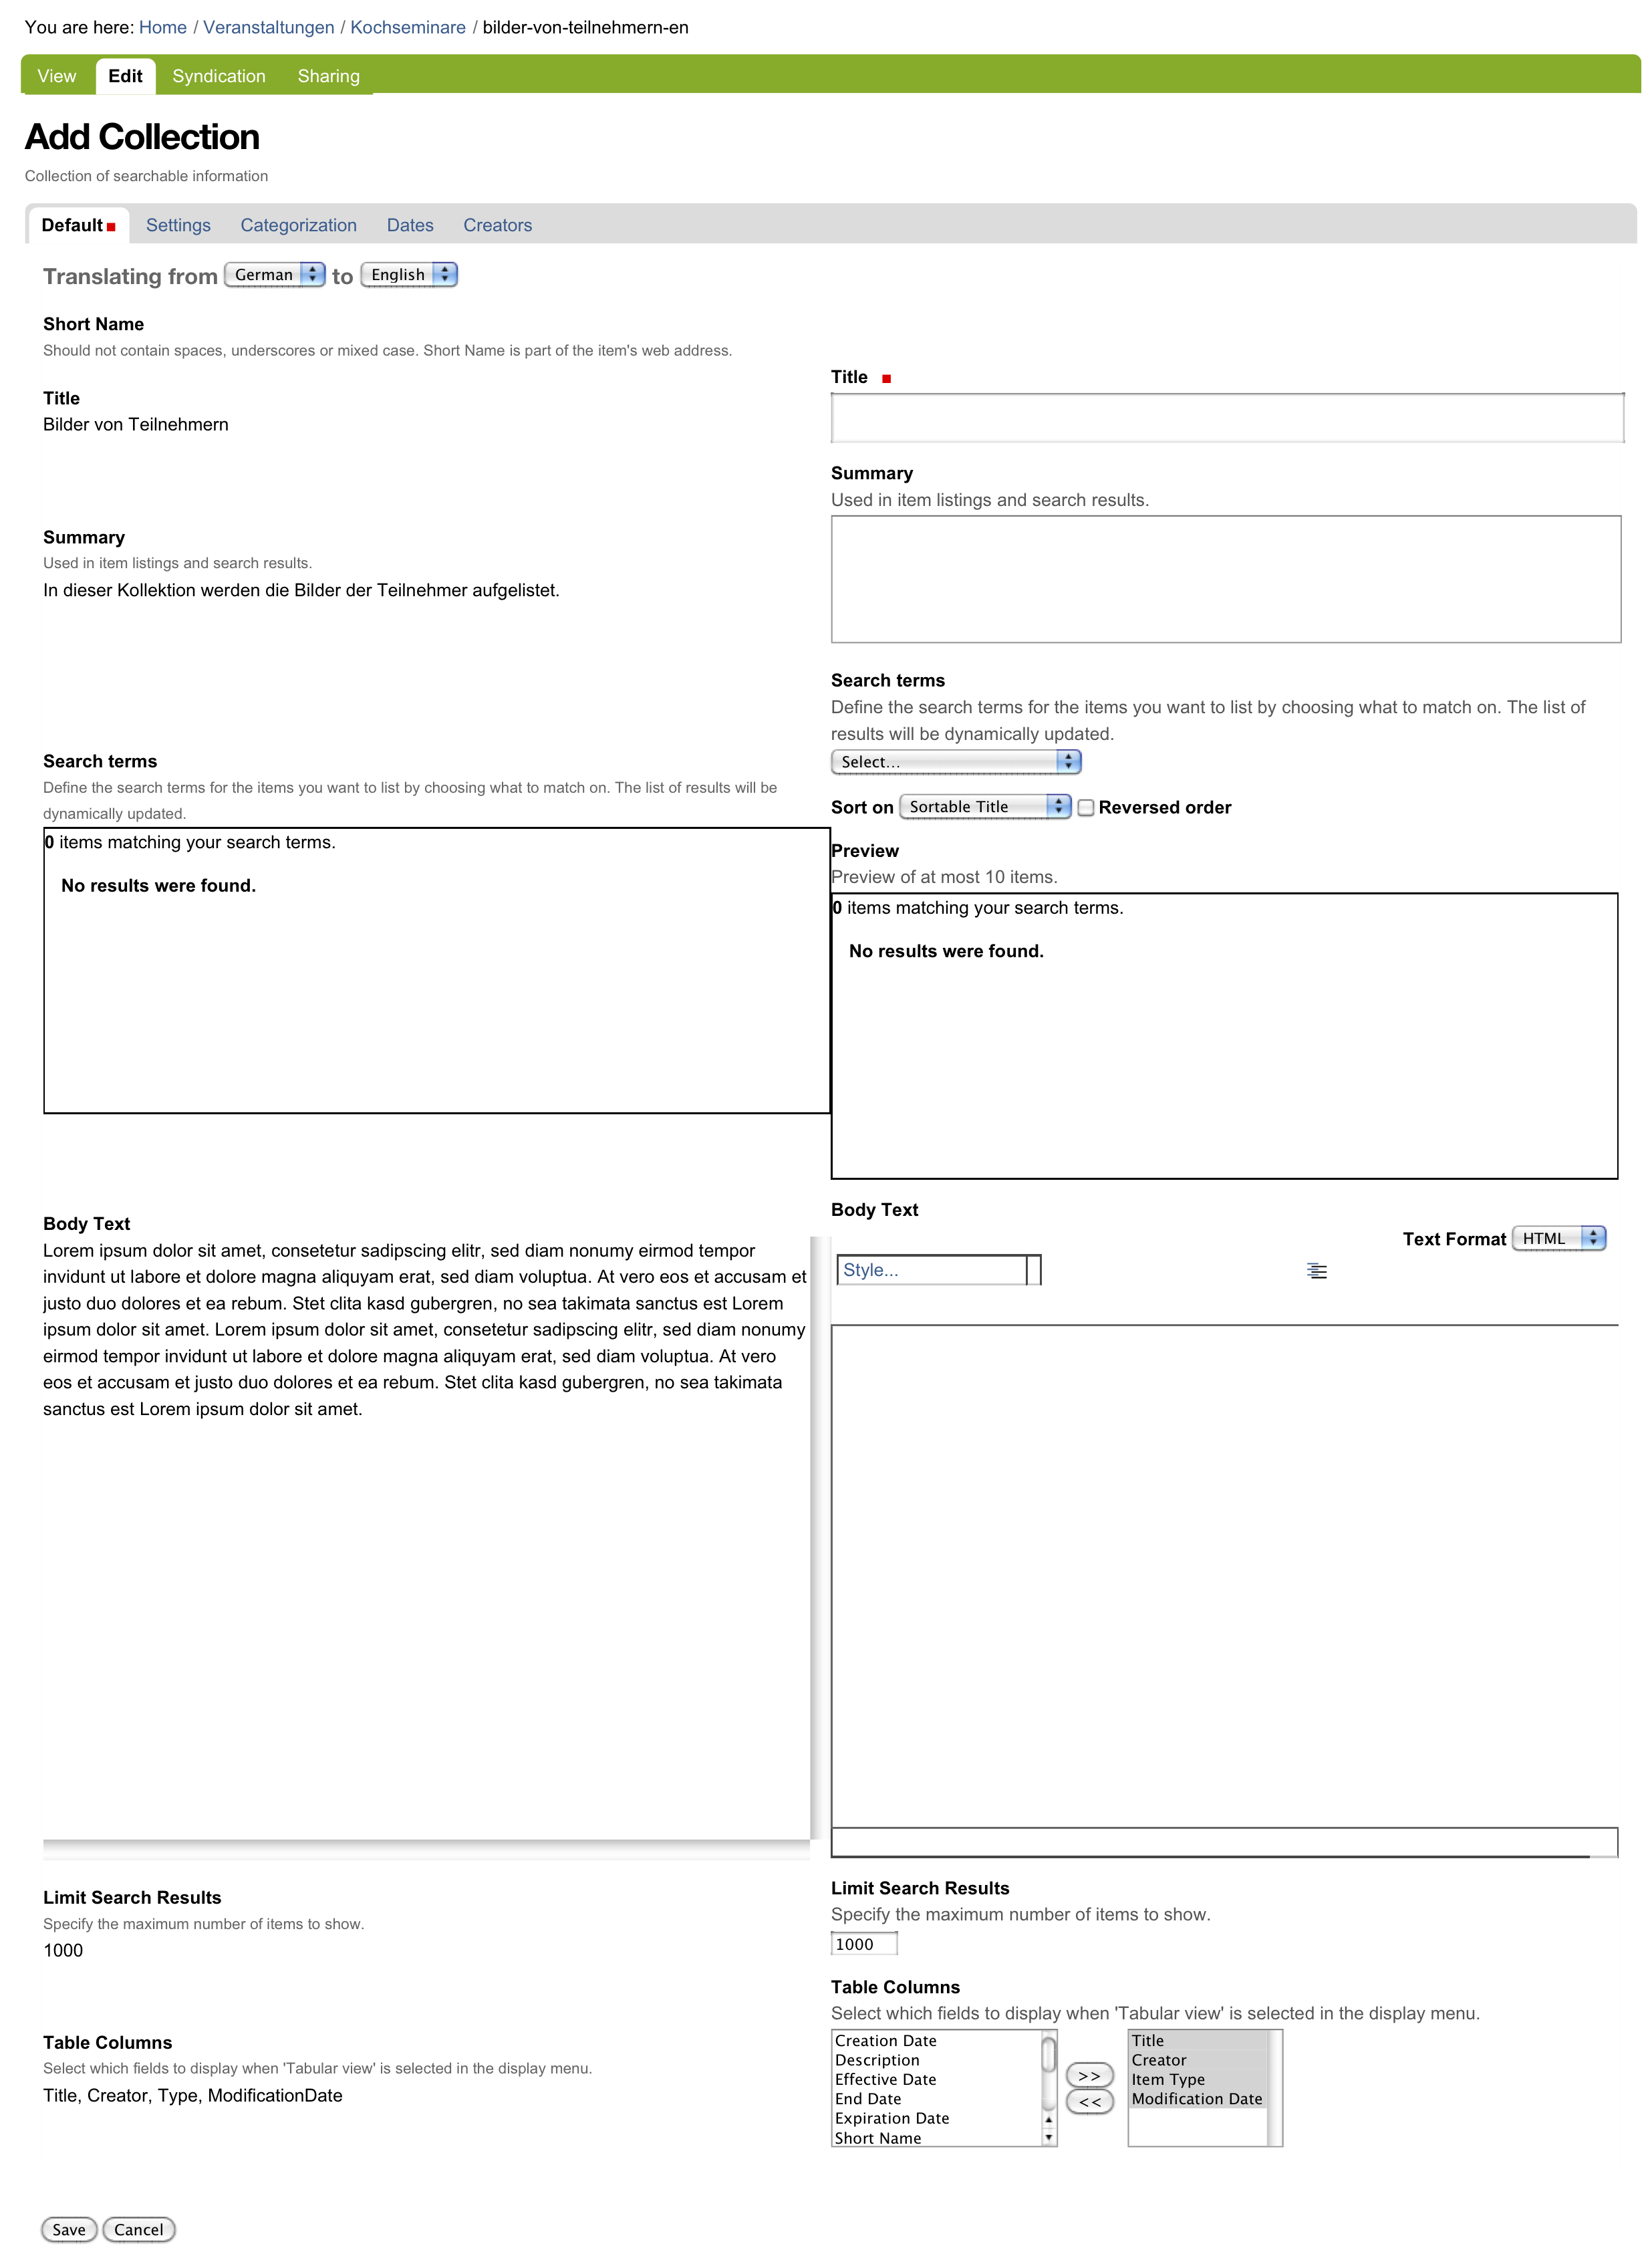 You are here: Home / Veranstaltungen / Kochseminare / bilder-von-teilnehmern-en
View Edit Syndication Sharing
Add Collection
Collection of searchable information
Default Settings Categorization Dates Creators
Translating from German to English
Short Name
Should not contain spaces, underscores or mixed case. Short Name is part of the item's web address.
Title
Bilder von Teilnehmern
Summary
Used in item listings and search results.
In dieser Kollektion werden die Bilder der Teilnehmer aufgelistet.
Search terms
Define the search terms for the items you want to list by choosing what to match on. The list of results will be
dynamically updated.
0 items matching your search terms.
No results were found.
Body Text
Lorem ipsum dolor sit amet, consetetur sadipscing elitr, sed diam nonumy eirmod tempor
invidunt ut labore et dolore magna aliquyam erat, sed diam voluptua. At vero eos et accusam et
justo duo dolores et ea rebum. Stet clita kasd gubergren, no sea takimata sanctus est Lorem
ipsum dolor sit amet. Lorem ipsum dolor sit amet, consetetur sadipscing elitr, sed diam nonumy
eirmod tempor invidunt ut labore et dolore magna aliquyam erat, sed diam voluptua. At vero
eos et accusam et justo duo dolores et ea rebum. Stet clita kasd gubergren, no sea takimata
sanctus est Lorem ipsum dolor sit amet.
Limit Search Results
Specify the maximum number of items to show.
1000
Table Columns
Select which fields to display when 'Tabular view' is selected in the display menu.
Title, Creator, Type, ModificationDate
Title
Summary
Used in item listings and search results.
Search terms
Define the search terms for the items you want to list by choosing what to match on. The list of
results will be dynamically updated.
Select...
Sort on Sortable Title Reversed order
Preview
Preview of at most 10 items.
0 items matching your search terms.
No results were found.
Body Text
Text Format HTML
Style...
Limit Search Results
Specify the maximum number of items to show.
1000
Table Columns
Select which fields to display when 'Tabular view' is selected in the display menu.
Creation Date
Description
Effective Date
End Date
Expiration Date
Short Name
>>
<<
Title
Creator
Item Type
Modification Date
Save Cancel